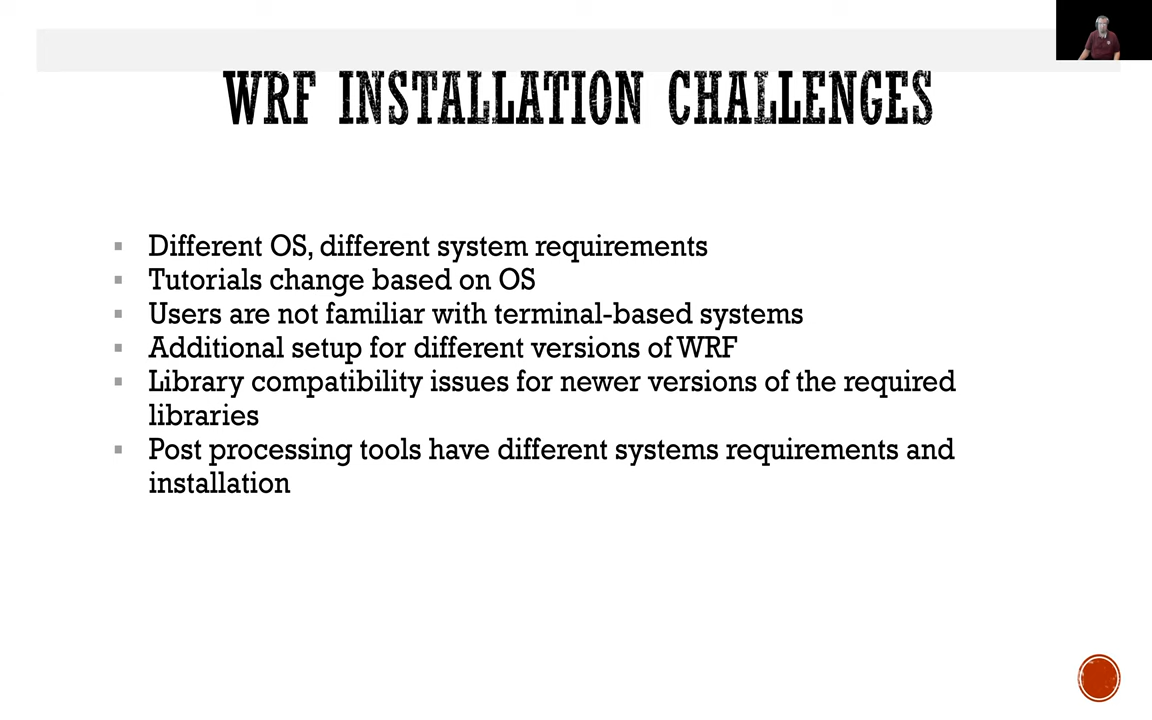 WRF INSTALLATION CHALLENGES
Different OS, different system requirements
Tutorials change based on OS
Users are not familiar with terminal-based systems
Additional setup for different versions of WRF
Library compatibility issues for newer versions of the required
libraries
Post processing tools have different systems requirements and
installation